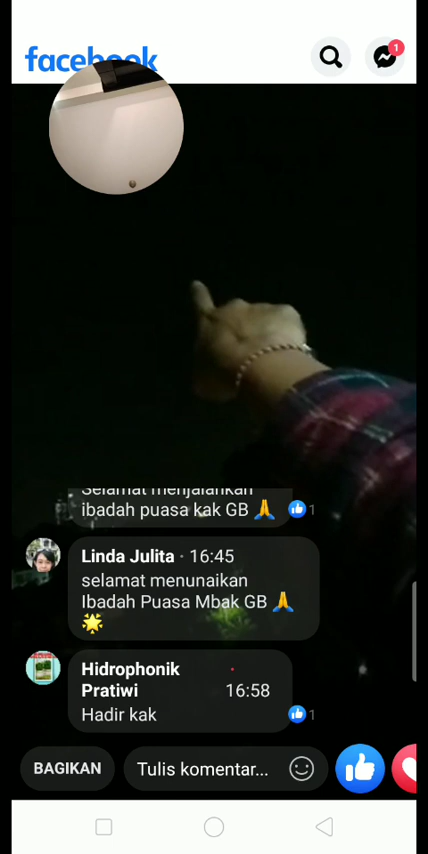 facebook
1
Selamat menjalankan
ibadah puasa kak GB 🙏
1
Linda Julita · 16:45
selamat menunaikan
Ibadah Puasa Mbak GB 🙏
🌟
Hidrophonik
Pratiwi · 16:58
Hadir kak
1
BAGIKAN
Tulis komentar...